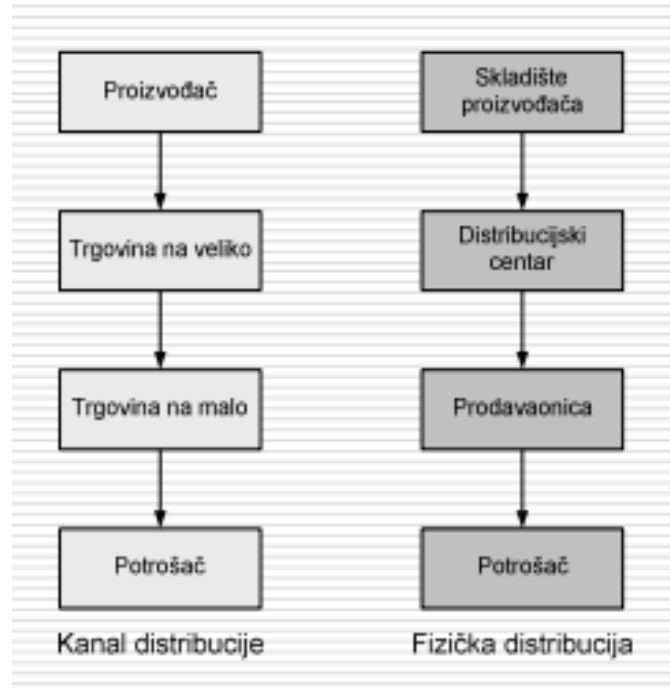 Proizvođač
Trgovina na veliko
Trgovina na malo
Potrošač
Kanal distribucije
Skladište
proizvođača
Distribucijski
centar
Prodavaonica
Potrošač
Fizička distribucija